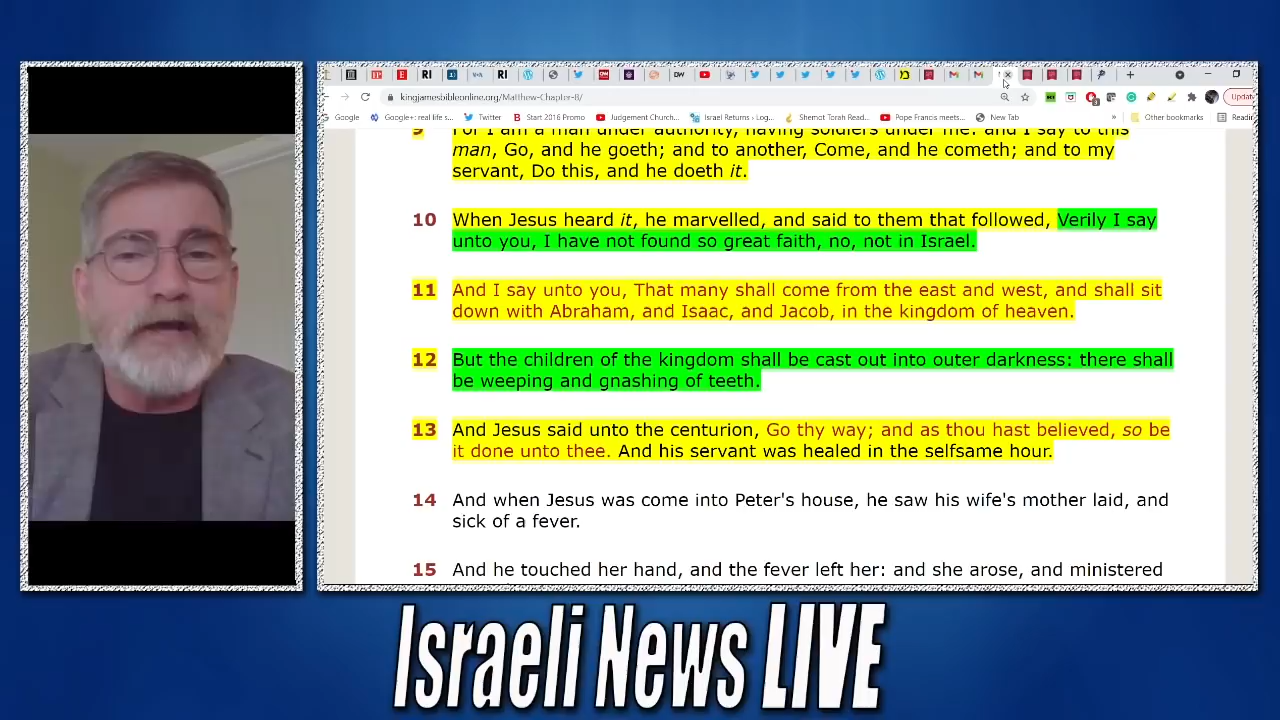 kingjamesbibleonline.org/Matthew-Chapter-8/
Google Google+: real life s... Twitter Start 2016 Promo Judgement Church... Israel Returns › Log... Shemot Torah Read... Pope Francis meets... New Tab » Other bookmarks
9 For I am a man under authority, having soldiers under me: and I say to this
man, Go, and he goeth; and to another, Come, and he cometh; and to my
servant, Do this, and he doeth it.
10 When Jesus heard it, he marvelled, and said to them that followed, Verily I say
unto you, I have not found so great faith, no, not in Israel.
11 And I say unto you, That many shall come from the east and west, and shall sit
down with Abraham, and Isaac, and Jacob, in the kingdom of heaven.
12 But the children of the kingdom shall be cast out into outer darkness: there shall
be weeping and gnashing of teeth.
13 And Jesus said unto the centurion, Go thy way; and as thou hast believed, so be
it done unto thee. And his servant was healed in the selfsame hour.
14 And when Jesus was come into Peter's house, he saw his wife's mother laid, and
sick of a fever.
15 And he touched her hand, and the fever left her: and she arose, and ministered
Israeli News LIVE